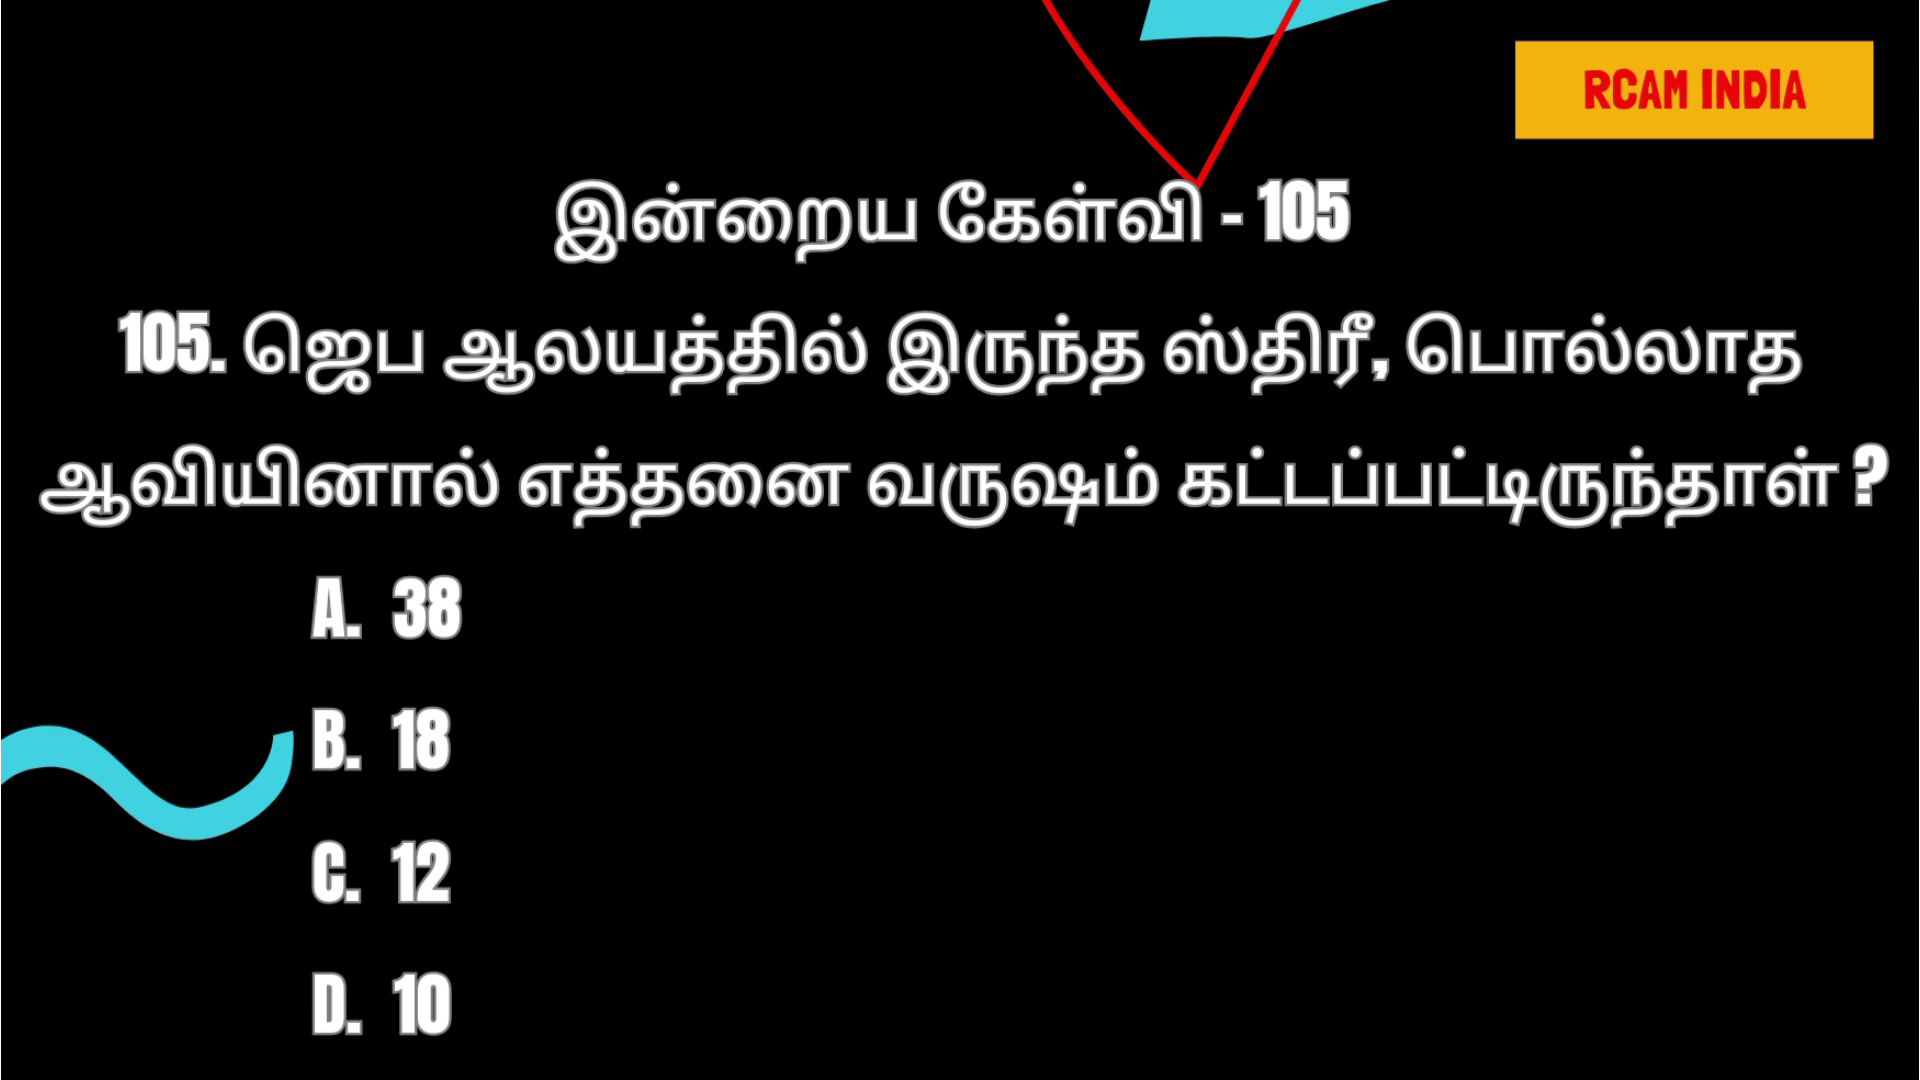 RCAM INDIA
இன்றைய கேள்வி - 105
105. ஜெப ஆலயத்தில் இருந்த ஸ்திரீ, பொல்லாத
ஆவியினால் எத்தனை வருஷம் கட்டப்பட்டிருந்தாள் ?
A. 38
B. 18
C. 12
D. 10